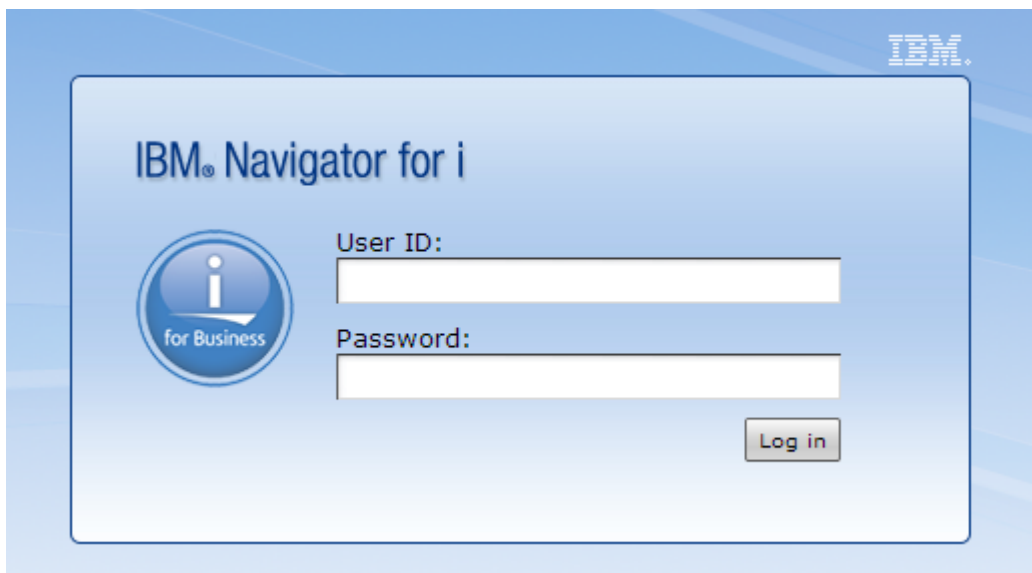 IBM®
IBM® Navigator for i
i
for Business
User ID:
Password:
Log in